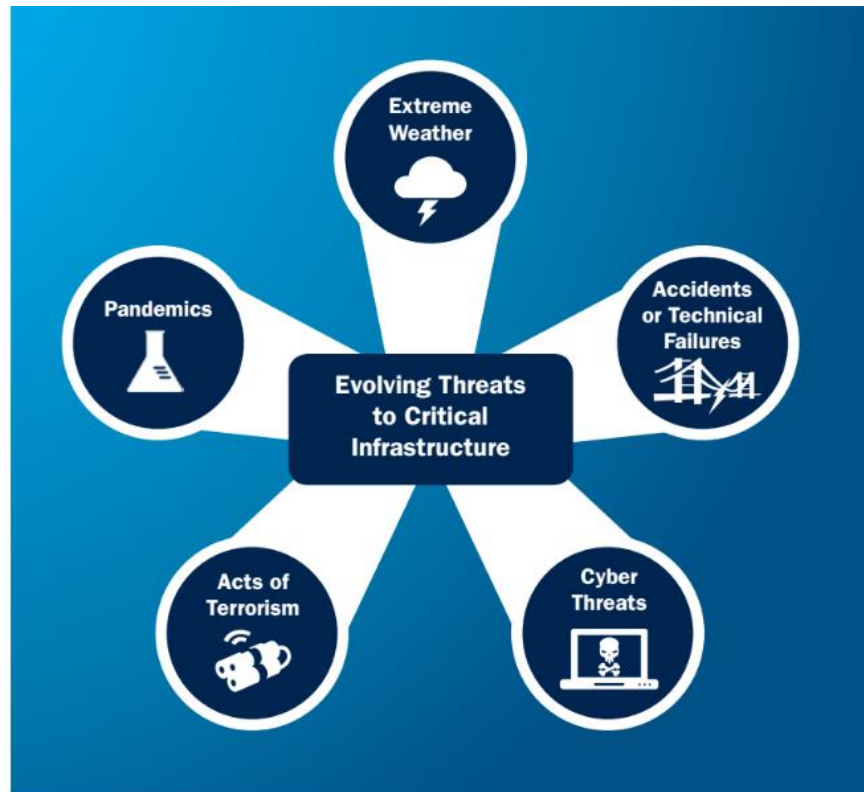 Extreme
Weather
Pandemics
Accidents
or Technical
Failures
Evolving Threats
to Critical
Infrastructure
Acts of
Terrorism
Cyber
Threats